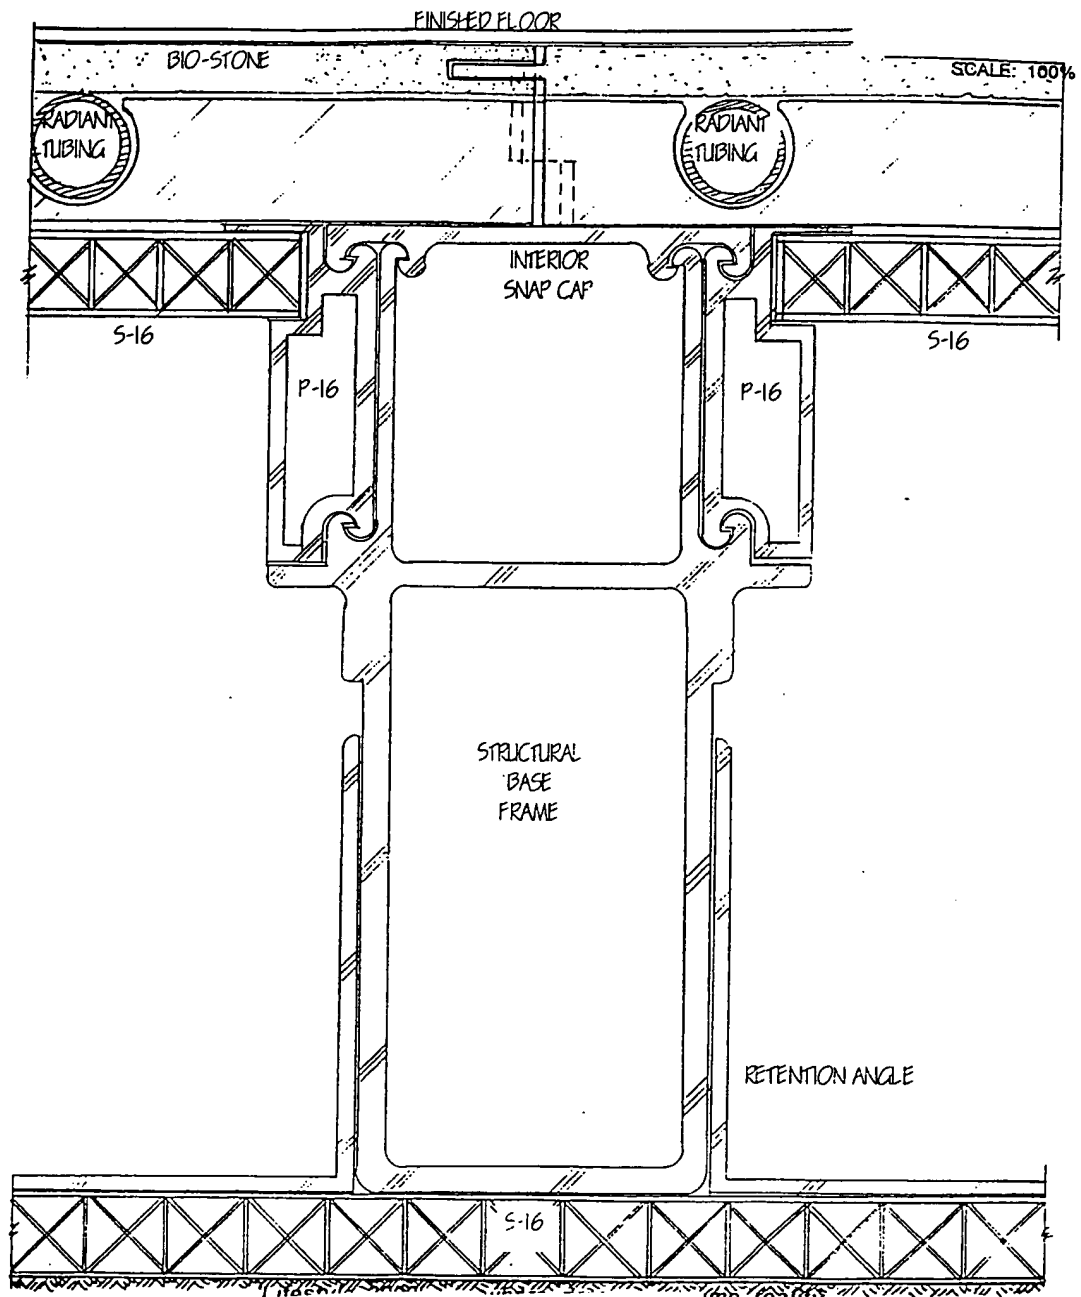 FINISHED FLOOR
BIO-STONE
SCALE: 100%
RADIANT
TUBING
RADIANT
TUBING
INTERIOR
SNAP CAP
S-16
S-16
P-16
P-16
STRUCTURAL
BASE
FRAME
RETENTION ANGLE
S-16